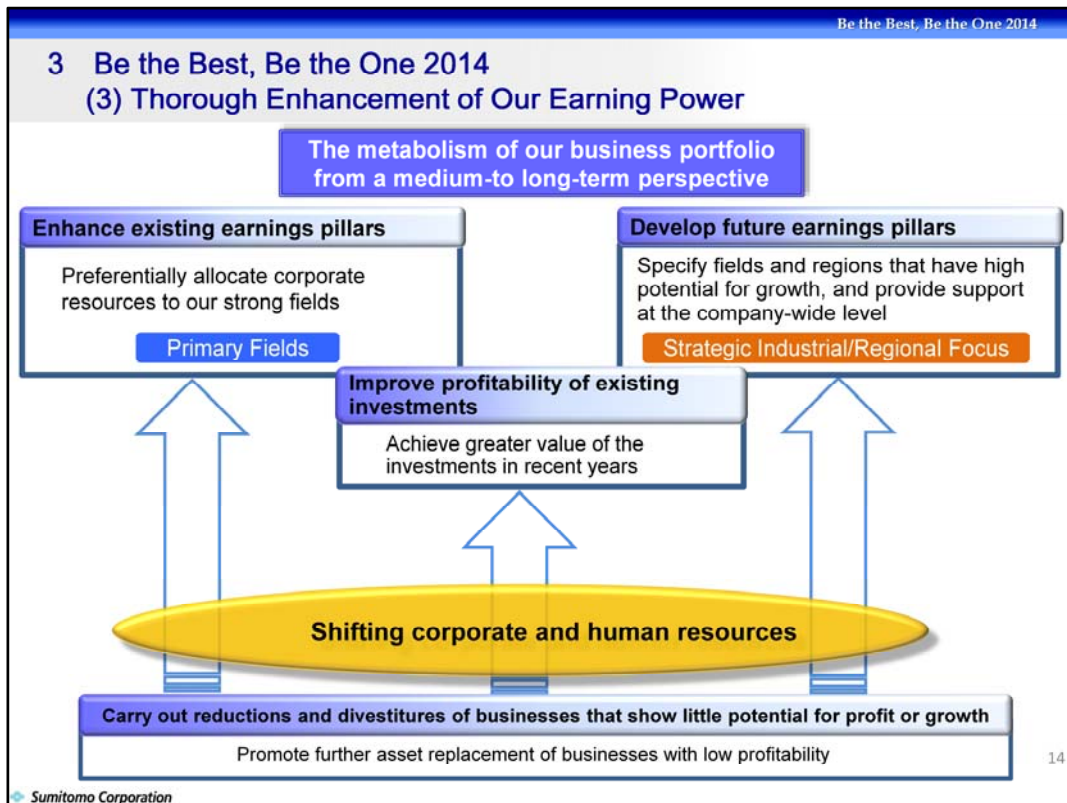 Be the Best, Be the One 2014
3 Be the Best, Be the One 2014
(3) Thorough Enhancement of Our Earning Power
The metabolism of our business portfolio
from a medium-to long-term perspective
Enhance existing earnings pillars
Preferentially allocate corporate
resources to our strong fields
Primary Fields
Develop future earnings pillars
Specify fields and regions that have high
potential for growth, and provide support
at the company-wide level
Strategic Industrial/Regional Focus
Improve profitability of existing
investments
Achieve greater value of the
investments in recent years
Shifting corporate and human resources
Carry out reductions and divestitures of businesses that show little potential for profit or growth
Promote further asset replacement of businesses with low profitability
14
Sumitomo Corporation